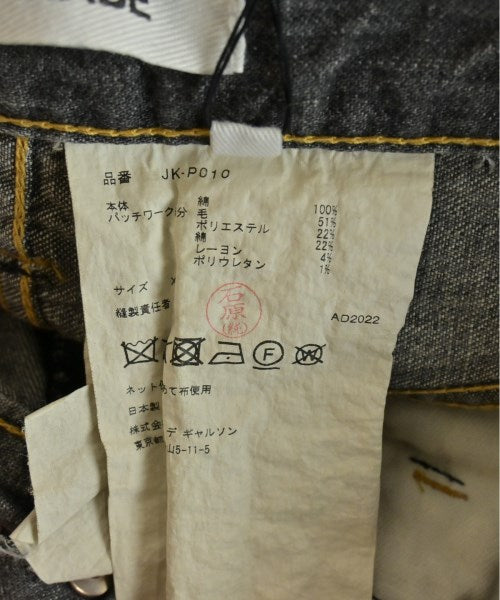 品番 JK-P010
本体 綿 100%
パッチワーク部分 毛 51%
ポリエステル 22%
綿 22%
レーヨン 4%
ポリウレタン 1%
サイズ
縫製責任者 石原(純) AD2022
F W
ネット 当て布使用
日本製
株式会 デ ギャルソン
東京 5-11-5